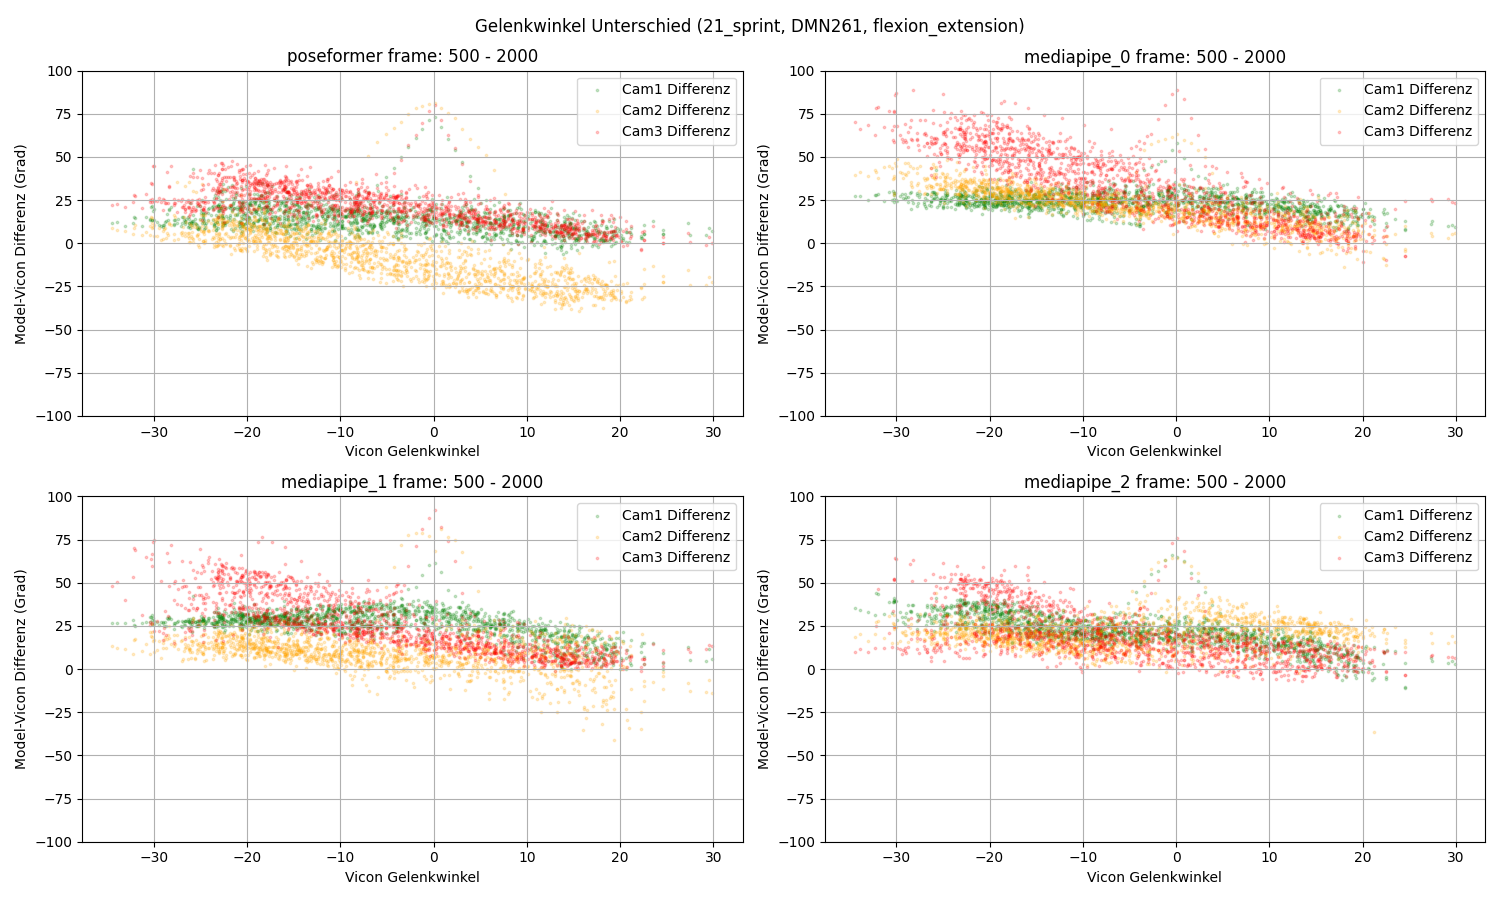 Gelenkwinkel Unterschied (21_sprint, DMN261, flexion_extension)
poseformer frame: 500 - 2000
Model-Vicon Differenz (Grad)
100
75
50
25
0
−25
−50
−75
−100
Cam1 Differenz
Cam2 Differenz
Cam3 Differenz
−30
−20
−10
0
10
20
30
Vicon Gelenkwinkel
mediapipe_0 frame: 500 - 2000
Model-Vicon Differenz (Grad)
100
75
50
25
0
−25
−50
−75
−100
Cam1 Differenz
Cam2 Differenz
Cam3 Differenz
−30
−20
−10
0
10
20
30
Vicon Gelenkwinkel
mediapipe_1 frame: 500 - 2000
Model-Vicon Differenz (Grad)
100
75
50
25
0
−25
−50
−75
−100
Cam1 Differenz
Cam2 Differenz
Cam3 Differenz
−30
−20
−10
0
10
20
30
Vicon Gelenkwinkel
mediapipe_2 frame: 500 - 2000
Model-Vicon Differenz (Grad)
100
75
50
25
0
−25
−50
−75
−100
Cam1 Differenz
Cam2 Differenz
Cam3 Differenz
−30
−20
−10
0
10
20
30
Vicon Gelenkwinkel